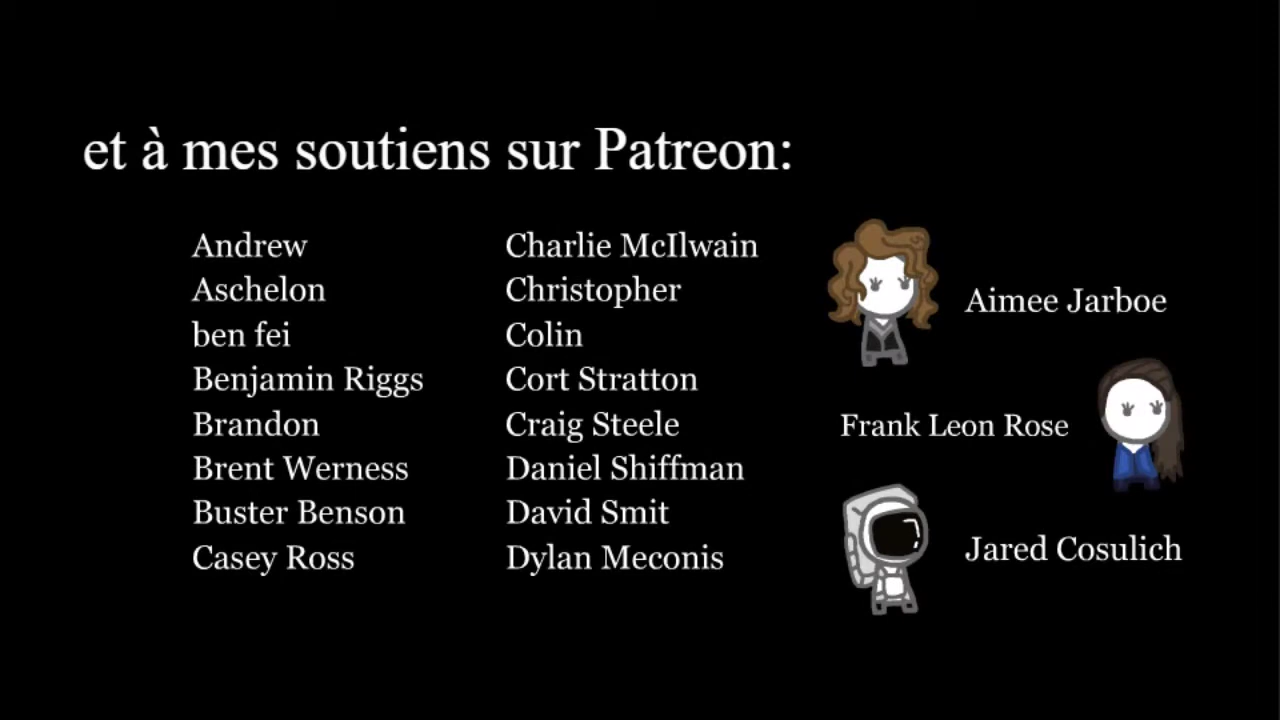 et à mes soutiens sur Patreon:
Andrew
Aschelon
ben fei
Benjamin Riggs
Brandon
Brent Werness
Buster Benson
Casey Ross
Charlie McIlwain
Christopher
Colin
Cort Stratton
Craig Steele
Daniel Shiffman
David Smit
Dylan Meconis
Aimee Jarboe
Frank Leon Rose
Jared Cosulich